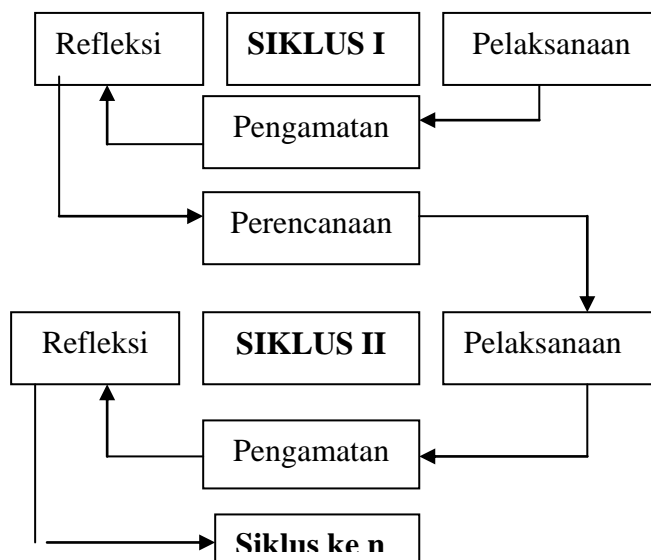 Refleksi
SIKLUS I
Pelaksanaan
Pengamatan
Perencanaan
Refleksi
SIKLUS II
Pelaksanaan
Pengamatan
Siklus ke n